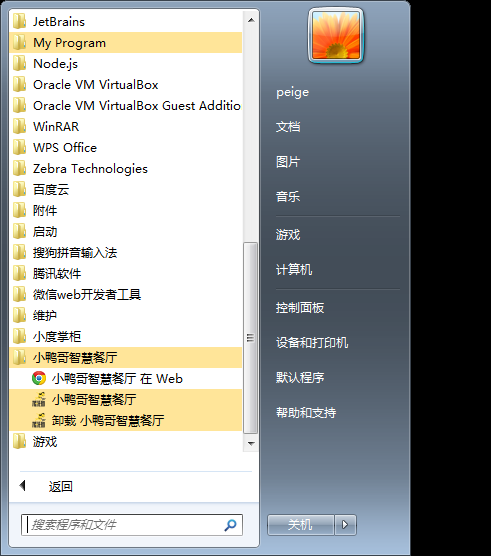 JetBrains
My Program
Node.js
Oracle VM VirtualBox
Oracle VM VirtualBox Guest Additio
WinRAR
WPS Office
Zebra Technologies
百度云
附件
启动
搜狗拼音输入法
腾讯软件
微信web开发者工具
维护
小度掌柜
小鸭哥智慧餐厅
小鸭哥智慧餐厅 在 Web
小鸭哥智慧餐厅
卸载 小鸭哥智慧餐厅
游戏
返回
搜索程序和文件
peige
文档
图片
音乐
游戏
计算机
控制面板
设备和打印机
默认程序
帮助和支持
关机